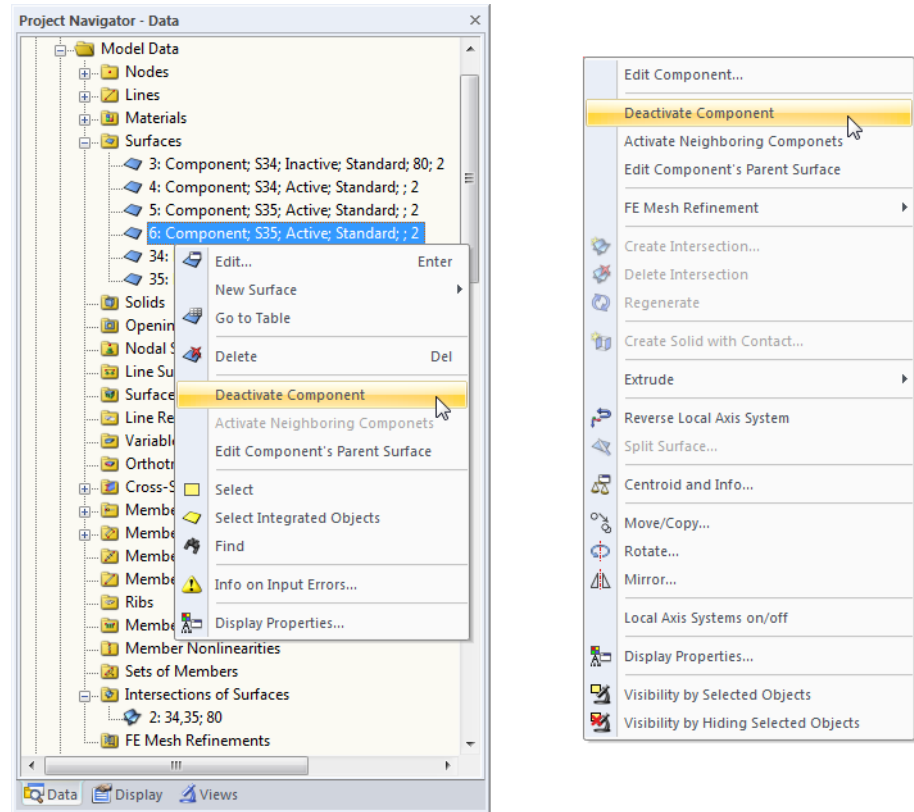 Project Navigator - Data
Model Data
Nodes
Lines
Materials
Surfaces
3: Component; S34; Inactive; Standard; 80; 2
4: Component; S34; Active; Standard; ; 2
5: Component; S35; Active; Standard; ; 2
6: Component; S35; Active; Standard; ; 2
34:
35:
Solids
Openin
Nodal S
Line Su
Surface
Line Re
Variabl
Orthotr
Cross-S
Membe
Membe
Membe
Membe
Ribs
Membe
Member Nonlinearities
Sets of Members
Intersections of Surfaces
2: 34,35; 80
FE Mesh Refinements
Data Display Views
Edit... Enter
New Surface
Go to Table
Delete Del
Deactivate Component
Activate Neighboring Componets
Edit Component's Parent Surface
Select
Select Integrated Objects
Find
Info on Input Errors...
Display Properties...
Edit Component...
Deactivate Component
Activate Neighboring Componets
Edit Component's Parent Surface
FE Mesh Refinement
Create Intersection...
Delete Intersection
Regenerate
Create Solid with Contact...
Extrude
Reverse Local Axis System
Split Surface...
Centroid and Info...
Move/Copy...
Rotate...
Mirror...
Local Axis Systems on/off
Display Properties...
Visibility by Selected Objects
Visibility by Hiding Selected Objects